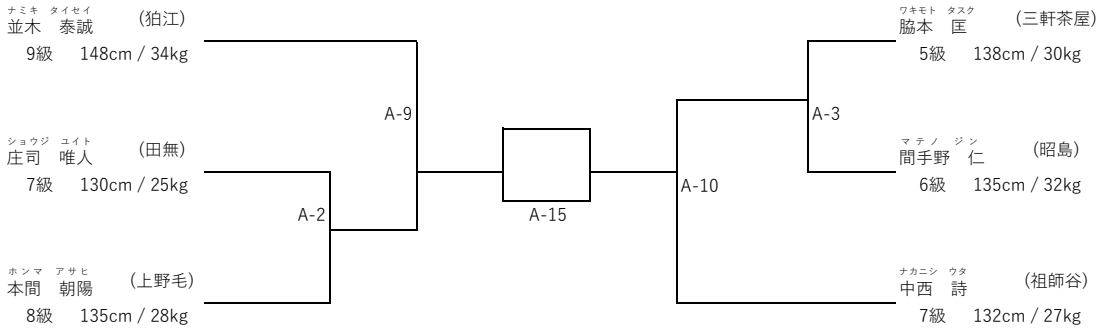 ナミキ タイセイ
並木 泰誠 (狛江)
9級 148cm / 34kg
ショウジ ユイト
庄司 唯人 (田無)
7級 130cm / 25kg
ホンマ アサヒ
本間 朝陽 (上野毛)
8級 135cm / 28kg
A-9
A-2
A-15
A-3
A-10
ワキモト タスク
脇本 匡 (三軒茶屋)
5級 138cm / 30kg
マテノ ジン
間手野 仁 (昭島)
6級 135cm / 32kg
ナカニシ ウタ
中西 詩 (祖師谷)
7級 132cm / 27kg